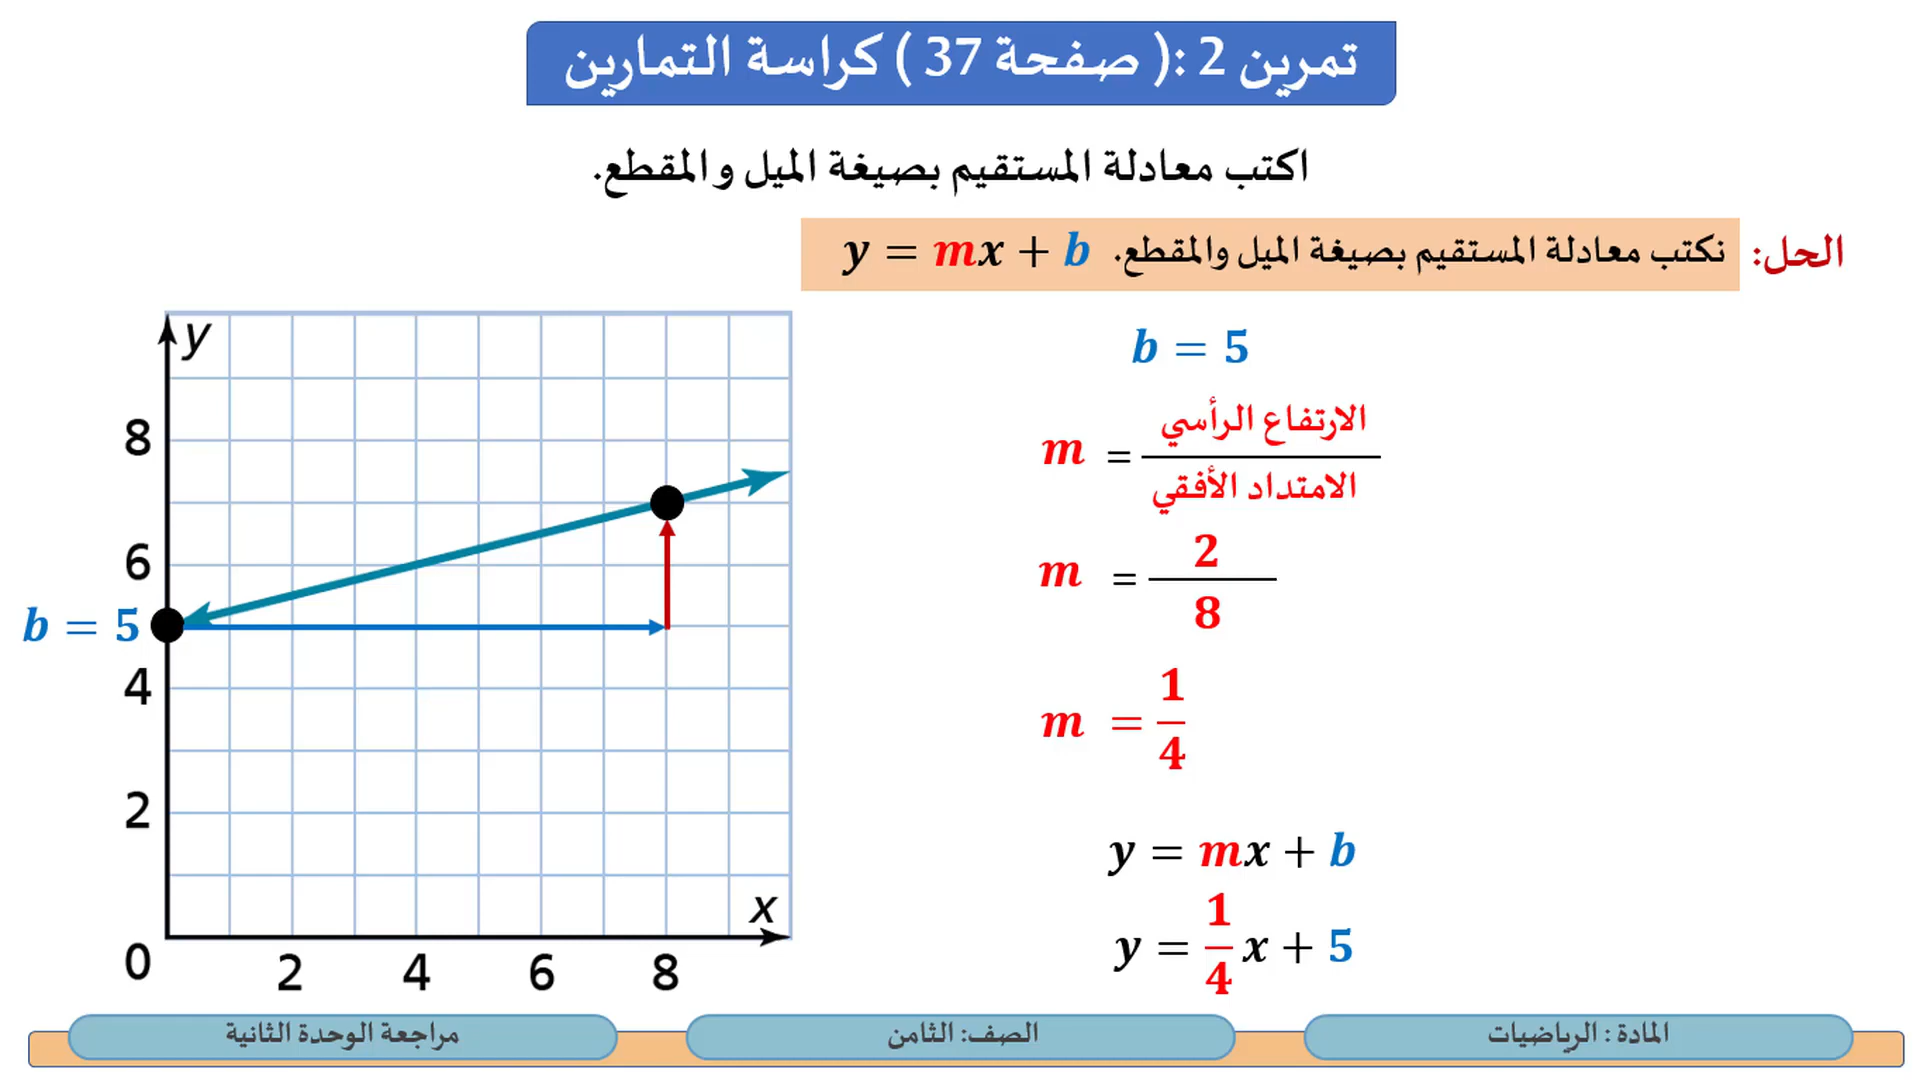 تمرين 2 :( صفحة 37 ) كراسة التمارين
اكتب معادلة المستقيم بصيغة الميل والمقطع.
الحل: نكتب معادلة المستقيم بصيغة الميل والمقطع. y = mx + b
b = 5
m = الارتفاع الرأسي / الامتداد الأفقي
m = 2/8
m = 1/4
y = mx + b
y = 1/4 x + 5
y
8
6
b = 5
4
2
x
0 2 4 6 8
المادة : الرياضيات
الصف: الثامن
مراجعة الوحدة الثانية